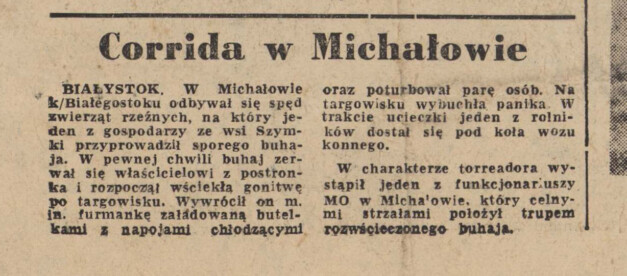 Corrida w Michałowie
BIAŁYSTOK. W Michałowie
k/Białegostoku odbywał się spęd
zwierząt rzeźnych, na który je-
den z gospodarzy ze wsi Szym-
ki przyprowadził sporego buha-
ja. W pewnej chwili buhaj zer-
wał się właścicielowi z postron-
ka i rozpoczął wściekłą gonitwę
po targowisku. Wywrócił on m.
in. furmankę załadowaną butel-
kami z napojami chłodzącymi
oraz poturbował parę osób. Na
targowisku wybuchła panika. W
trakcie ucieczki jeden z rolni-
ków dostał się pod koła wozu
konnego.
W charakterze torreadora wy-
stąpił jeden z funkcjonariuszy
MO w Micha'owie, który celny-
mi strzałami położył trupem
rozwścieczonego buhaja.